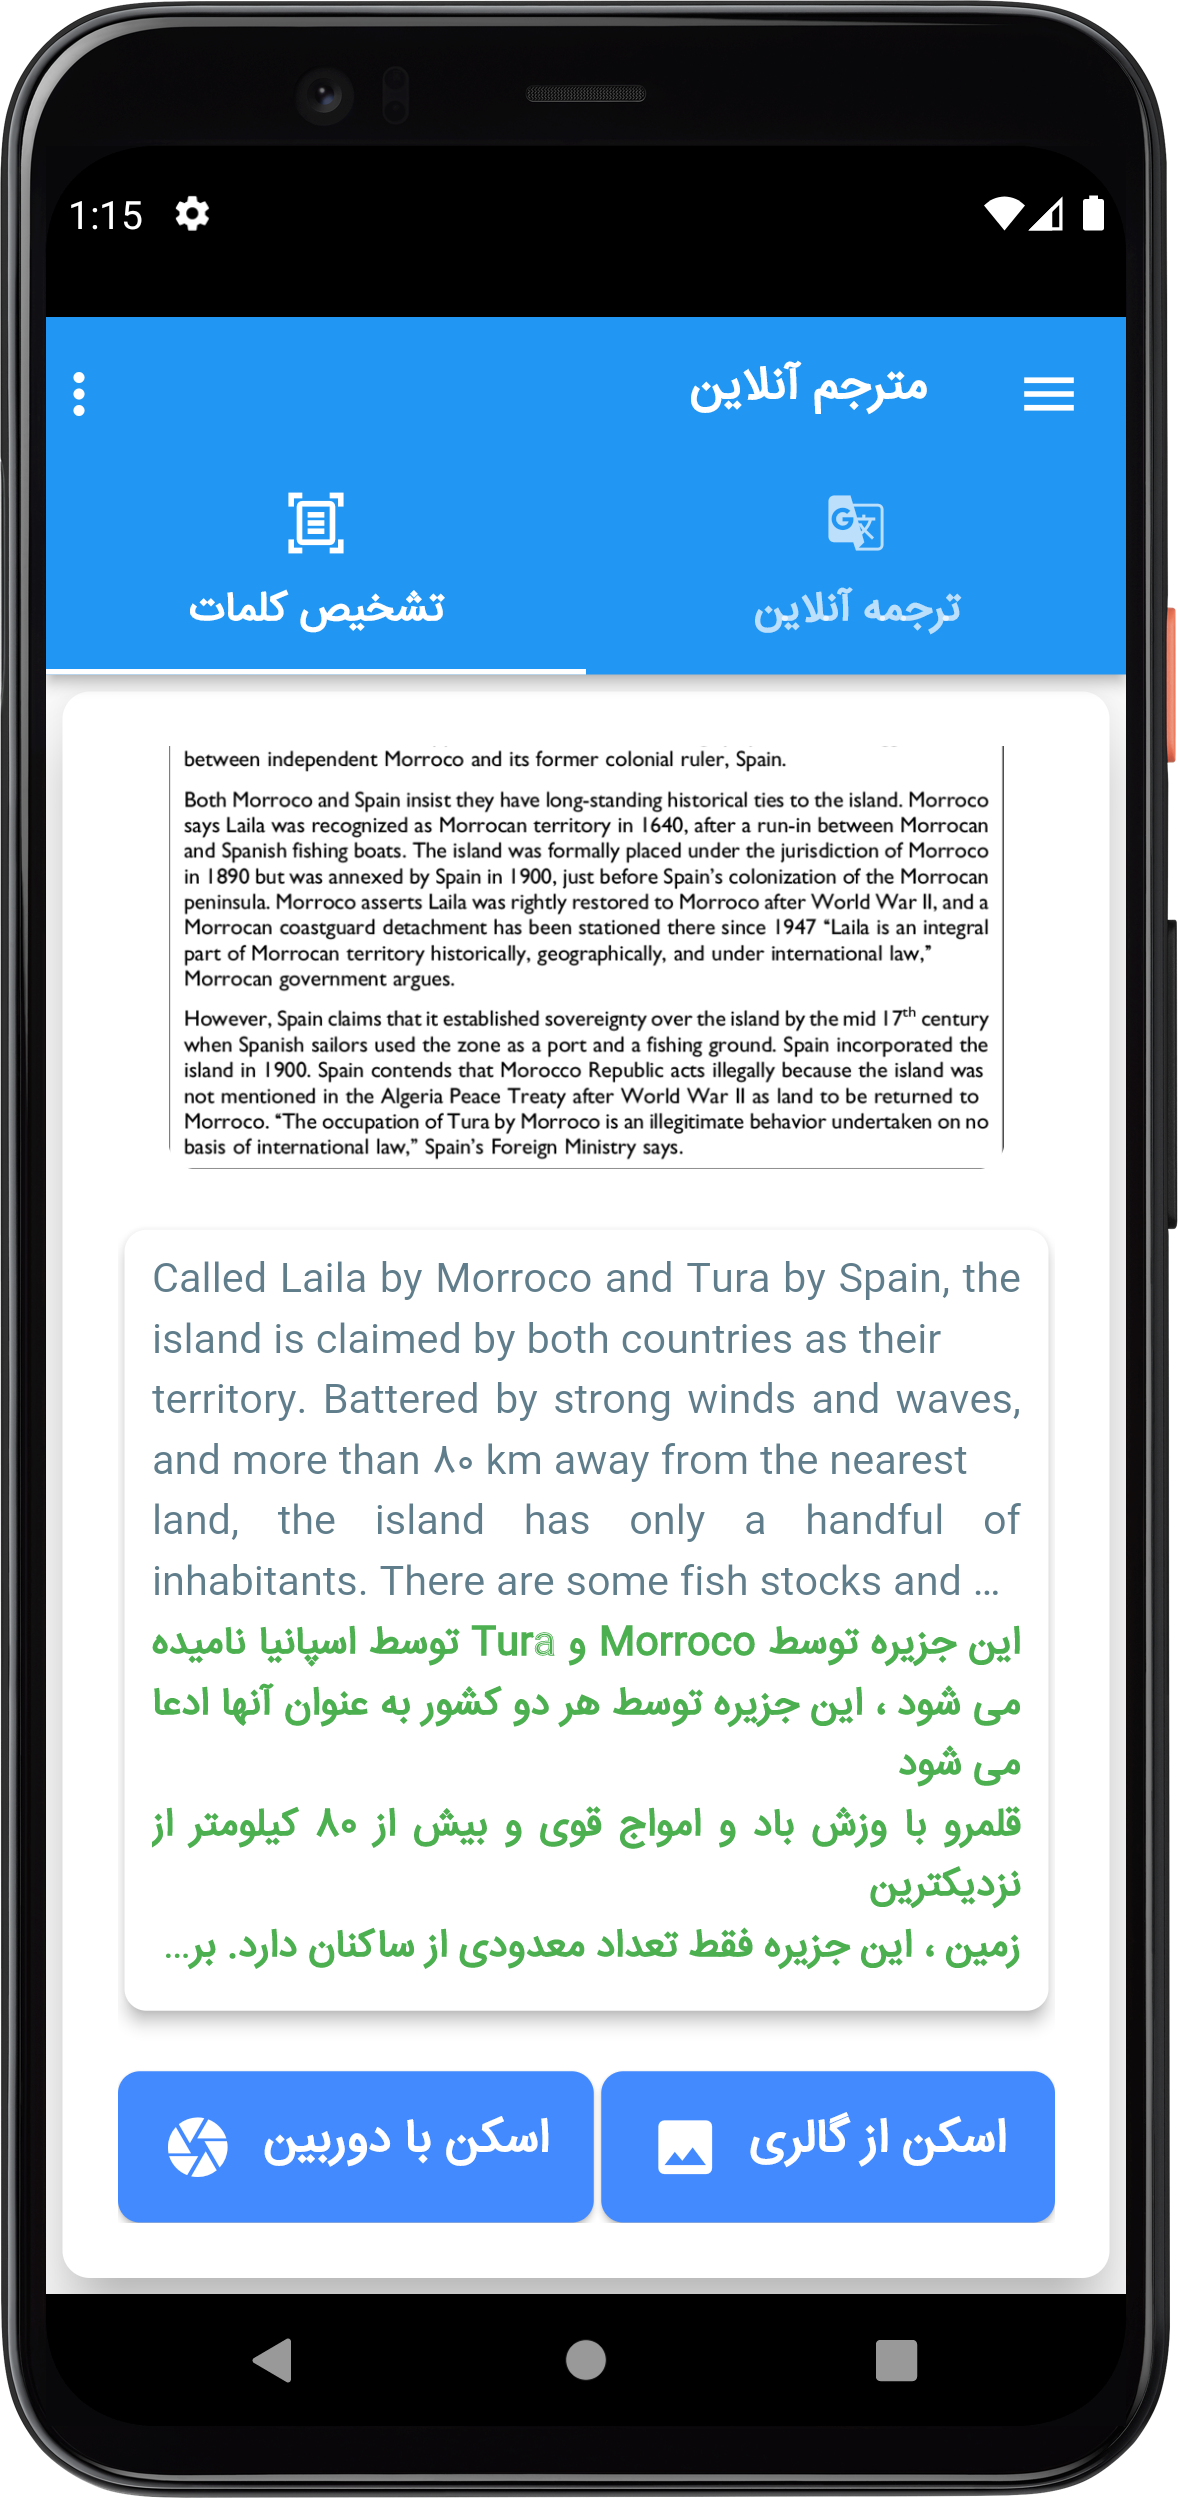 1:15
مترجم آنلاین
ترجمه آنلاین
تشخیص کلمات
between independent Morroco and its former colonial ruler, Spain.
Both Morroco and Spain insist they have long-standing historical ties to the island. Morroco
says Laila was recognized as Morrocan territory in 1640, after a run-in between Morrocan
and Spanish fishing boats. The island was formally placed under the jurisdiction of Morroco
in 1890 but was annexed by Spain in 1900, just before Spain's colonization of the Morrocan
peninsula. Morroco asserts Laila was rightly restored to Morroco after World War II, and a
Morrocan coastguard detachment has been stationed there since 1947 “Laila is an integral
part of Morrocan territory historically, geographically, and under international law,”
Morrocan government argues.
However, Spain claims that it established sovereignty over the island by the mid 17th century
when Spanish sailors used the zone as a port and a fishing ground. Spain incorporated the
island in 1900. Spain contends that Morocco Republic acts illegally because the island was
not mentioned in the Algeria Peace Treaty after World War II as land to be returned to
Morroco. “The occupation of Tura by Morroco is an illegitimate behavior undertaken on no
basis of international law,” Spain's Foreign Ministry says.
Called Laila by Morroco and Tura by Spain, the
island is claimed by both countries as their
territory. Battered by strong winds and waves,
and more than ۸۰ km away from the nearest
land, the island has only a handful of
inhabitants. There are some fish stocks and ...
این جزیره توسط Morroco و Tura توسط اسپانیا نامیده
می شود ، این جزیره توسط هر دو کشور به عنوان آنها ادعا
می شود
قلمرو با وزش باد و امواج قوی و بیش از ۸۰ کیلومتر از
نزدیکترین
زمین ، این جزیره فقط تعداد معدودی از ساکنان دارد. بر...
اسکن از گالری
اسکن با دوربین